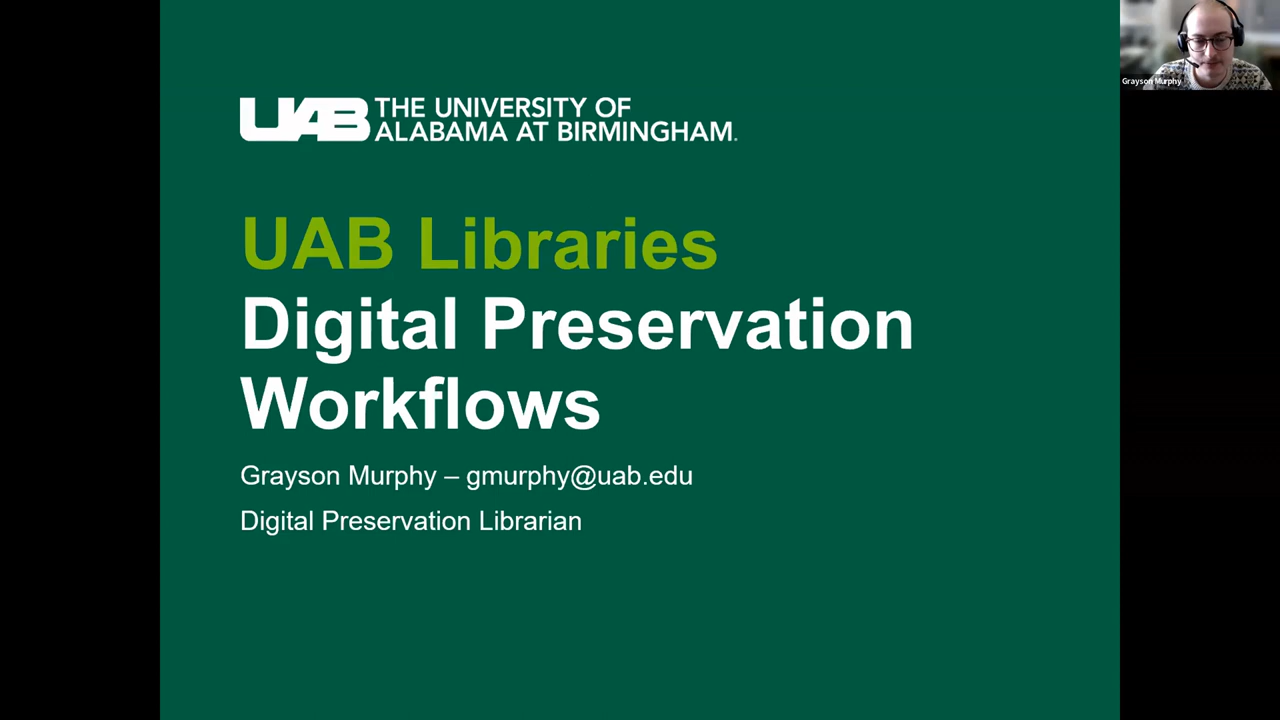 UAB THE UNIVERSITY OF
ALABAMA AT BIRMINGHAM.
Grayson Murphy
UAB Libraries
Digital Preservation
Workflows
Grayson Murphy – gmurphy@uab.edu
Digital Preservation Librarian